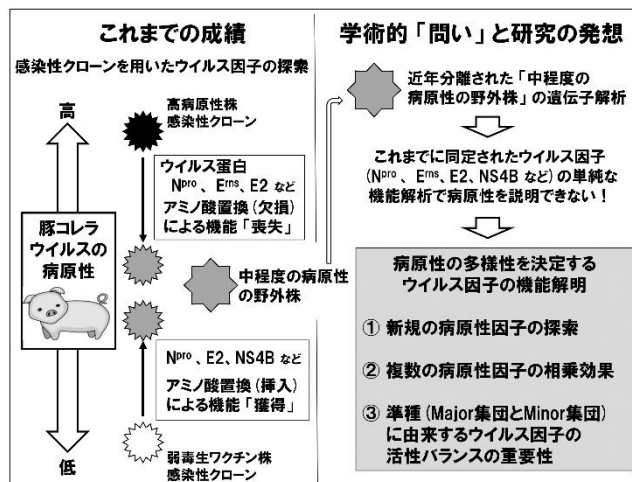 これまでの成績
感染性クローンを用いたウイルス因子の探索
高
高病原性株
感染性クローン
ウイルス蛋白
Nᵖʳᵒ、Eʳⁿˢ、E2 など
アミノ酸置換(欠損)
による機能「喪失」
豚コレラ
ウイルスの
病原性
中程度の病原性
の野外株
Nᵖʳᵒ、E2、NS4B など
アミノ酸置換(挿入)
による機能「獲得」
低
弱毒生ワクチン株
感染性クローン
学術的「問い」と研究の発想
近年分離された「中程度の
病原性の野外株」の遺伝子解析
これまでに同定されたウイルス因子
(Nᵖʳᵒ、Eʳⁿˢ、E2、NS4B など)の単純な
機能解析で病原性を説明できない!
病原性の多様性を決定する
ウイルス因子の機能解明
① 新規の病原性因子の探索
② 複数の病原性因子の相乗効果
③ 準種(Major集団とMinor集団)
に由来するウイルス因子の
活性バランスの重要性